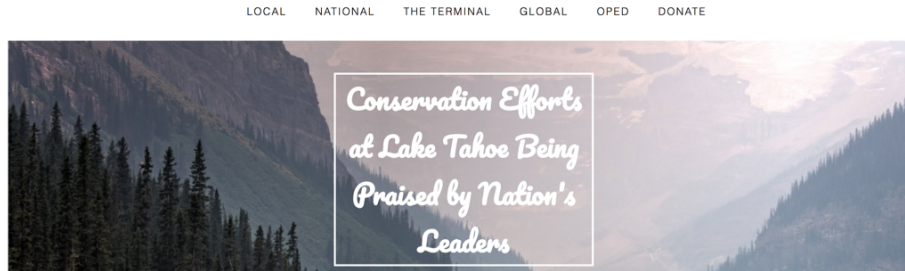 LOCAL NATIONAL THE TERMINAL GLOBAL OPED DONATE
Conservation Efforts
at Lake Tahoe Being
Praised by Nation's
Leaders